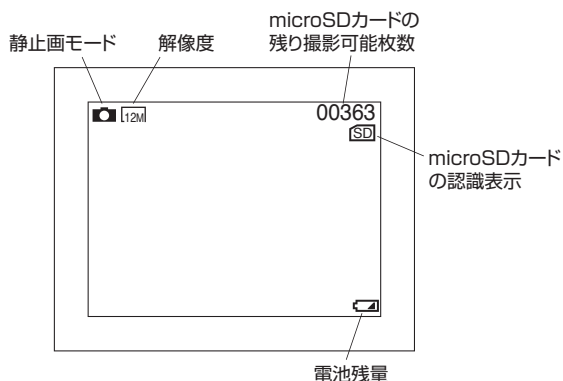 microSDカードの
残り撮影可能枚数
静止画モード
解像度
12M
00363
SD
microSDカード
の認識表示
電池残量